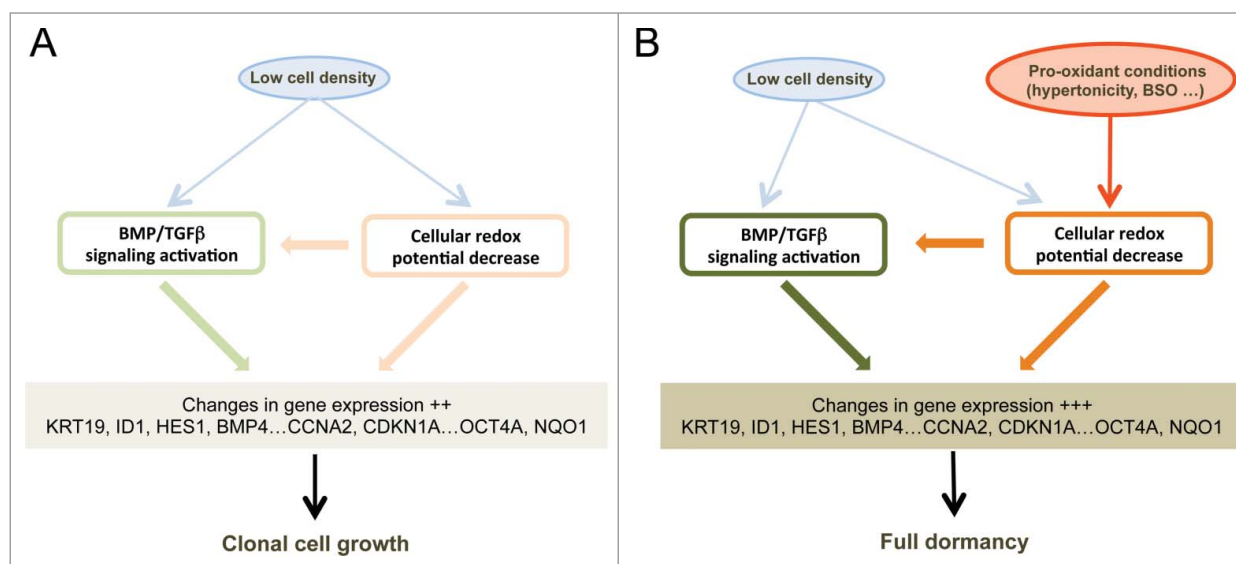 A
Low cell density
BMP/TGFβ
signaling activation
Cellular redox
potential decrease
Changes in gene expression ++
KRT19, ID1, HES1, BMP4...CCNA2, CDKN1A...OCT4A, NQO1
Clonal cell growth
B
Low cell density
Pro-oxidant conditions
(hypertonicity, BSO ...)
BMP/TGFβ
signaling activation
Cellular redox
potential decrease
Changes in gene expression +++
KRT19, ID1, HES1, BMP4...CCNA2, CDKN1A...OCT4A, NQO1
Full dormancy